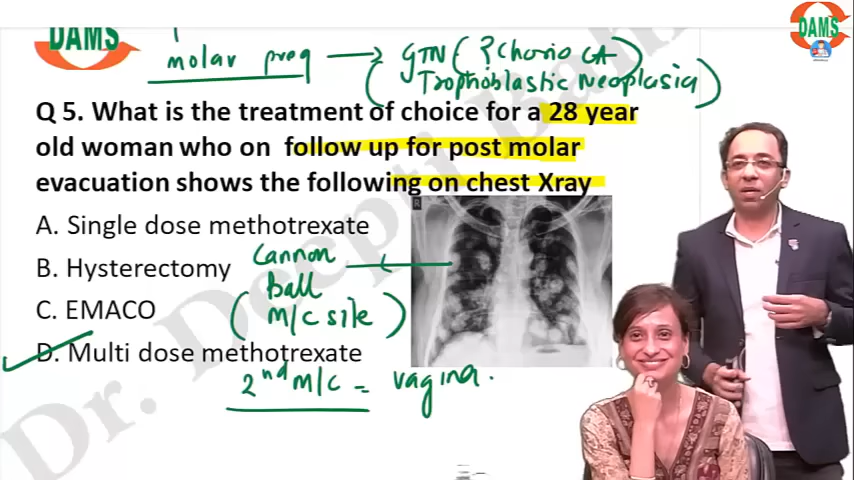 DAMS
DAMS
molar preq → GTN (? Chorio CA)
(Trophoblastic Neoplasia)
Q 5. What is the treatment of choice for a 28 year
old woman who on follow up for post molar
evacuation shows the following on chest Xray
A. Single dose methotrexate
B. Hysterectomy
C. EMACO
D. Multi dose methotrexate
R
Cannon
Ball
(M/C site)
2nd M/C = vagina.
Dr. Deepti Bah